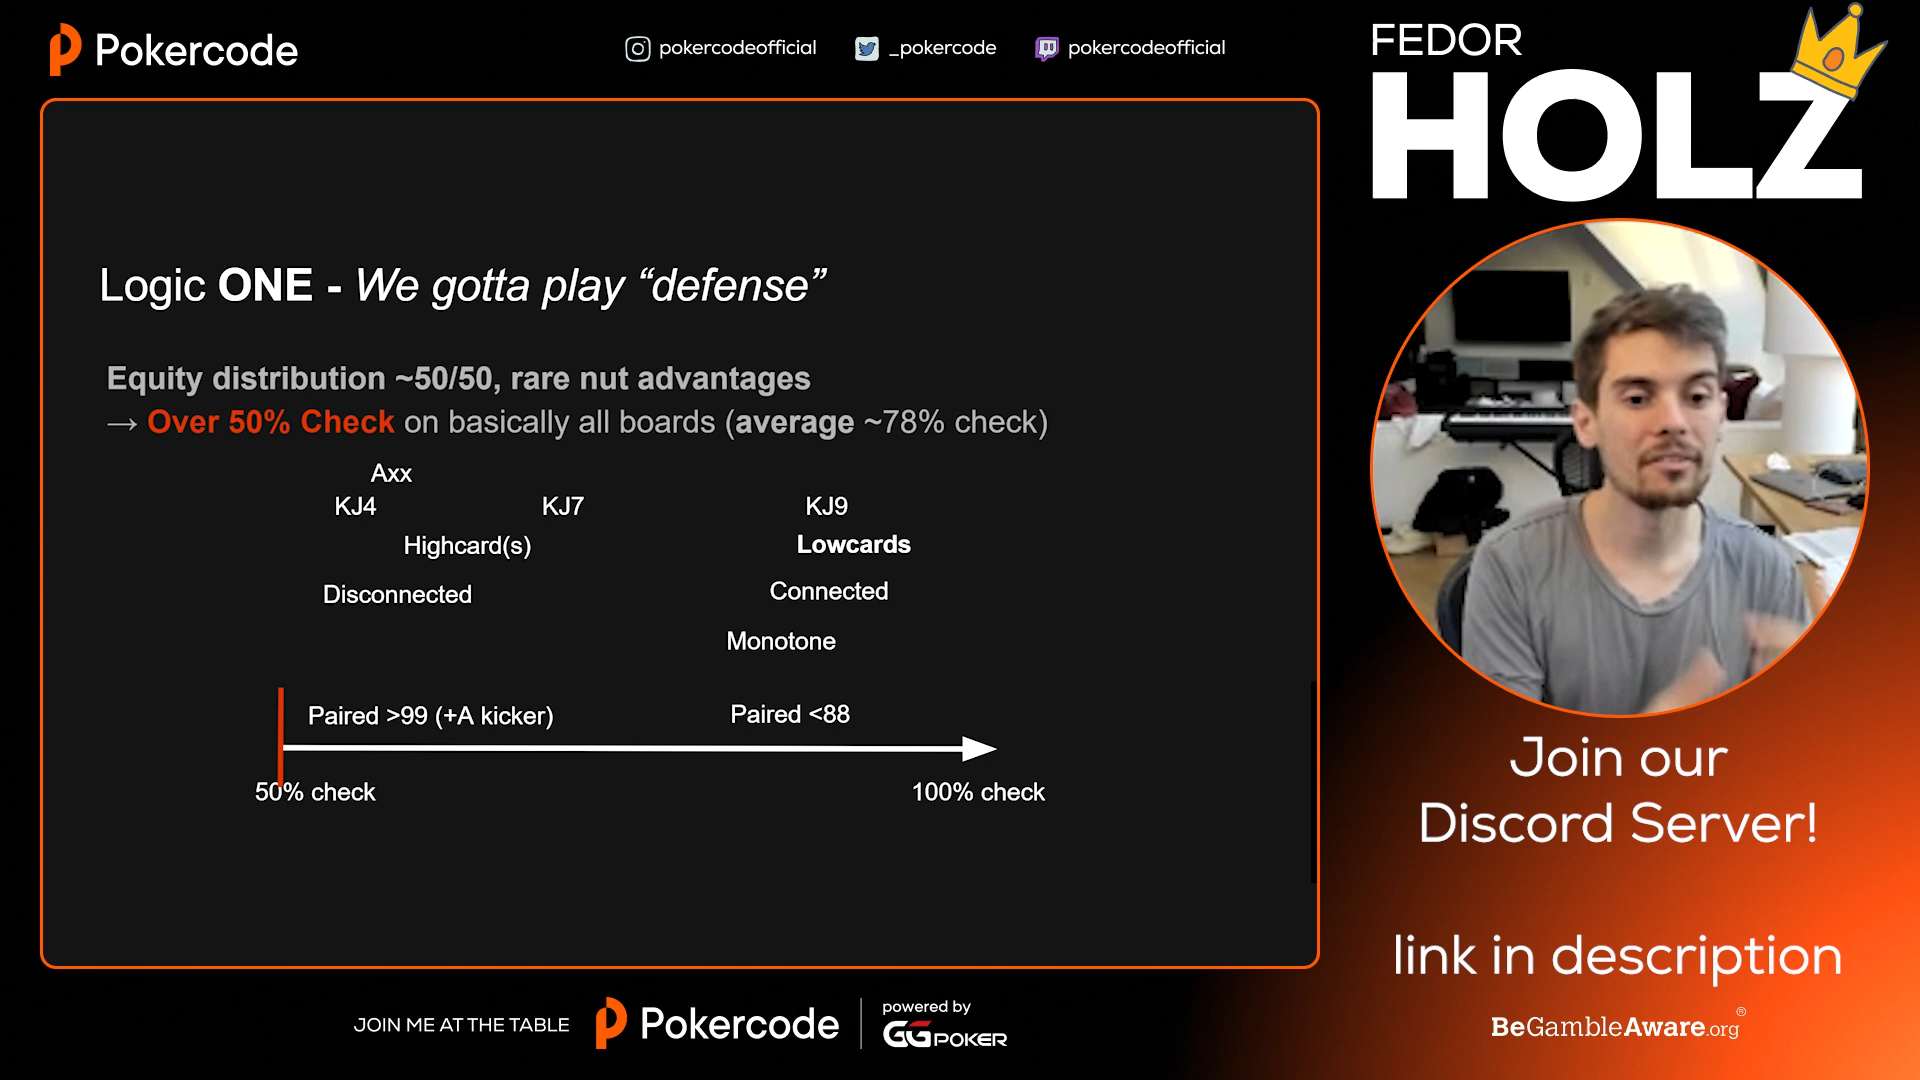 Pokercode
pokercodeofficial
_pokercode
pokercodeofficial
FEDOR
HOLZ
Logic ONE - We gotta play “defense”
Equity distribution ~50/50, rare nut advantages
→ Over 50% Check on basically all boards (average ~78% check)
Axx
KJ4 KJ7 KJ9
Highcard(s) Lowcards
Disconnected Connected
Monotone
Paired >99 (+A kicker) Paired <88
50% check 100% check
Join our
Discord Server!
link in description
BeGambleAware.org®
JOIN ME AT THE TABLE
Pokercode
powered by
GGPOKER